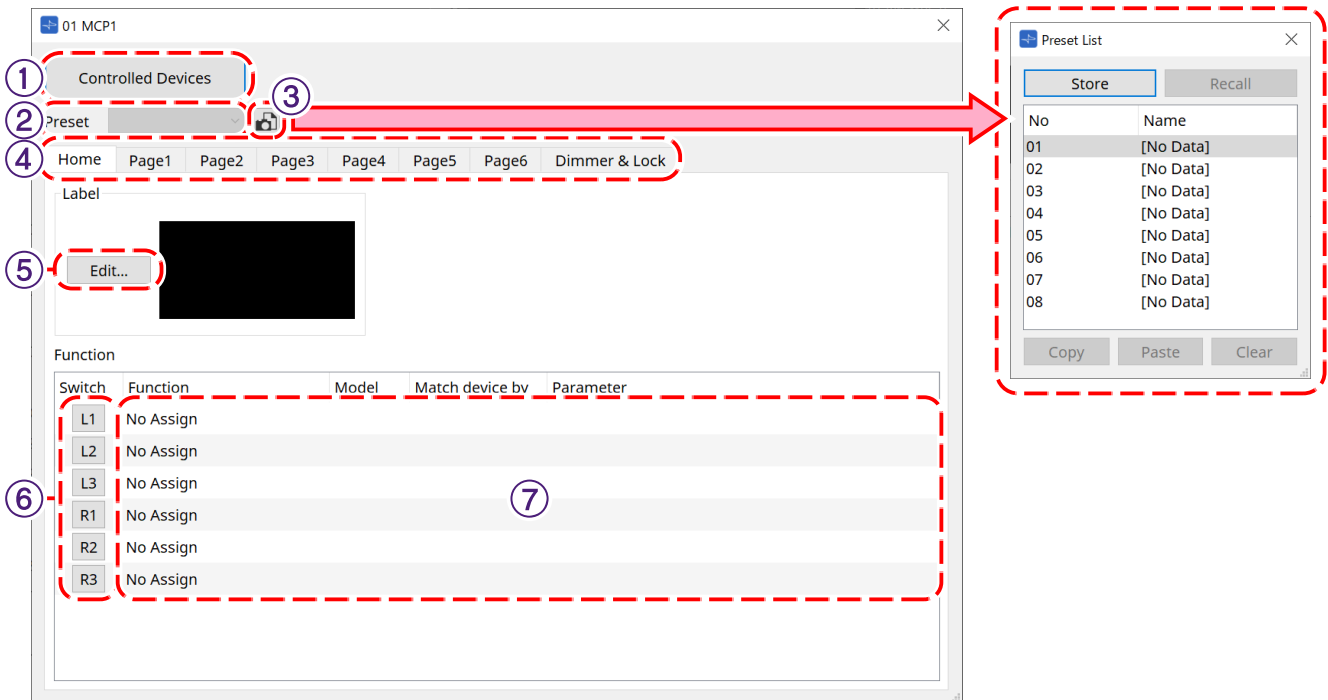 01 MCP1
① Controlled Devices
② Preset ③
④ Home Page1 Page2 Page3 Page4 Page5 Page6 Dimmer & Lock
Label
⑤ Edit...
Function
Switch Function Model Match device by Parameter
L1 No Assign
L2 No Assign
L3 No Assign
⑥ ⑦
R1 No Assign
R2 No Assign
R3 No Assign
Preset List
Store Recall
No Name
01 [No Data]
02 [No Data]
03 [No Data]
04 [No Data]
05 [No Data]
06 [No Data]
07 [No Data]
08 [No Data]
Copy Paste Clear